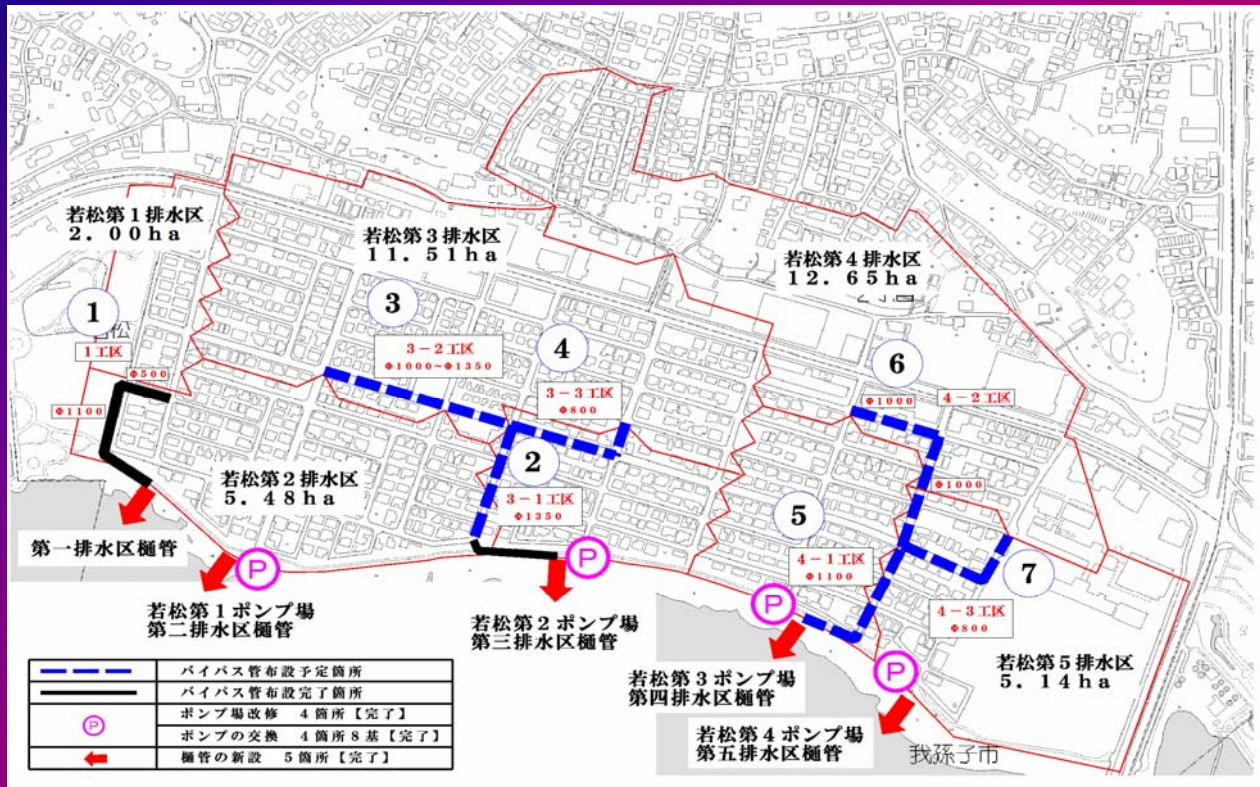 若松第1排水区
2.00ha
若松第3排水区
11.51ha
若松第4排水区
12.65ha
1
3
4
6
1工区
Φ500
Φ1100
3-2工区
Φ1000~Φ1350
3-3工区
Φ800
Φ1000
4-2工区
若松第2排水区
5.48ha
2
3-1工区
Φ1350
5
Φ1000
4-1工区
Φ1100
7
4-3工区
Φ800
若松第5排水区
5.14ha
第一排水区樋管
P
若松第1ポンプ場
第二排水区樋管
P
若松第2ポンプ場
第三排水区樋管
P
若松第3ポンプ場
第四排水区樋管
P
若松第4ポンプ場
第五排水区樋管
我孫子市
バイパス管布設予定箇所
バイパス管布設完了箇所
P
ポンプ場改修 4箇所【完了】
ポンプの交換 4箇所8基【完了】
樋管の新設 5箇所【完了】